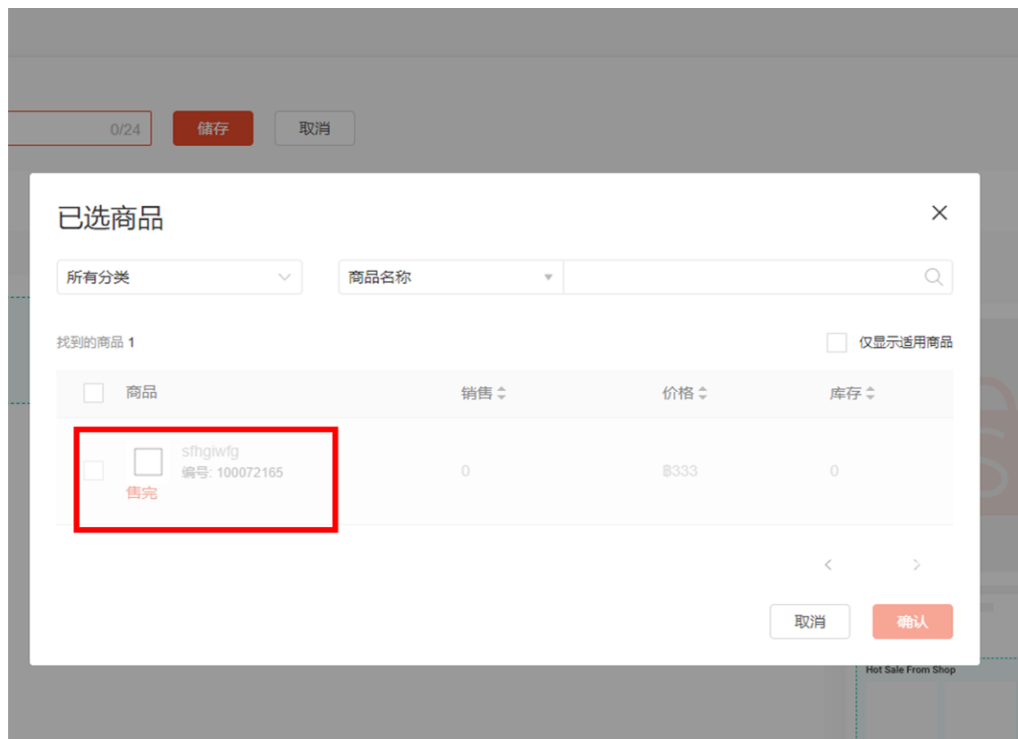 0/24 储存 取消
已选商品
所有分类 商品名称
找到的商品 1 仅显示适用商品
商品 销售 价格 库存
sfhgiwfg
编号: 100072165 0 ฿333 0
售完
取消 确认
Hot Sale From Shop